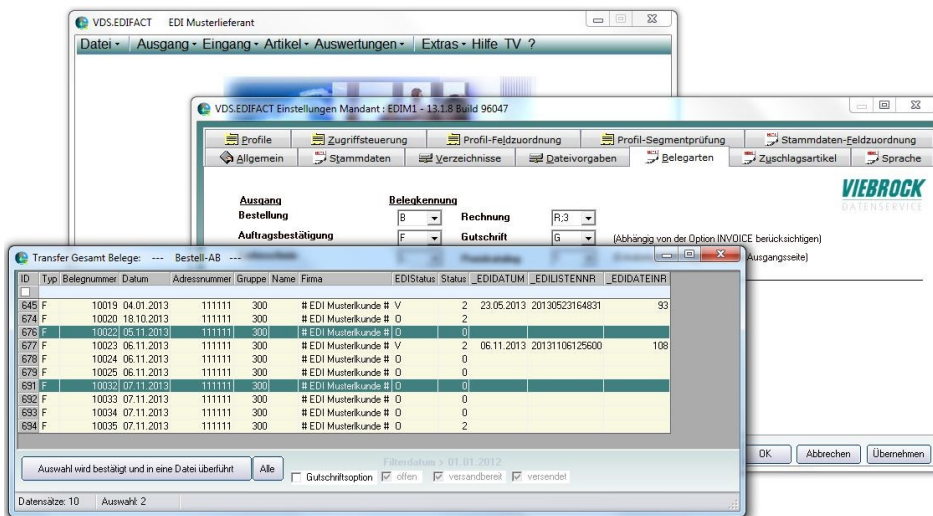 VDS.EDIFACT EDI Musterlieferant
Datei Ausgang Eingang Artikel Auswertungen Extras Hilfe TV ?
VDS.EDIFACT Einstellungen Mandant : EDIM1 - 13.1.8 Build 96047
Profile Zugriffsteuerung Profil-Feldzuordnung Profil-Segmentprüfung Stammdaten-Feldzuordnung
Allgemein Stammdaten Verzeichnisse Dateivorgaben Belegarten Zuschlagsartikel Sprache
VIEBROCK
DATENSERVICE
Ausgang Belegkennung
Bestellung B Rechnung R;3
Auftragsbestätigung F Gutschrift G (Abhängig von der Option INVOICE berücksichtigen)
Ausgangsseite)
Transfer Gesamt Belege: --- Bestell-AB ---
ID Typ Belegnummer Datum Adressnummer Gruppe Name Firma EDIStatus Status _EDIDATUM _EDILISTENNR _EDIDATEINR
645 F 10019 04.01.2013 111111 300 # EDI Musterlkunde # V 2 23.05.2013 20130523164831 93
674 F 10020 18.10.2013 111111 300 # EDI Musterlkunde # O 2
676 F 10022 05.11.2013 111111 300 # EDI Musterlkunde # O 0
677 F 10023 06.11.2013 111111 300 # EDI Musterlkunde # V 2 06.11.2013 20131106125600 108
678 F 10024 06.11.2013 111111 300 # EDI Musterlkunde # O 0
679 F 10025 06.11.2013 111111 300 # EDI Musterlkunde # O 0
691 F 10032 07.11.2013 111111 300 # EDI Musterlkunde # O 0
692 F 10033 07.11.2013 111111 300 # EDI Musterlkunde # O 0
693 F 10034 07.11.2013 111111 300 # EDI Musterlkunde # O 0
694 F 10035 07.11.2013 111111 300 # EDI Musterlkunde # O 2
OK Abbrechen Übernehmen
Filterdatum > 01.01.2012
Auswahl wird bestätigt und in eine Datei überführt Alle
Gutschriftsoption offen versandbereit versendet
Datensätze: 10 Auswahl: 2